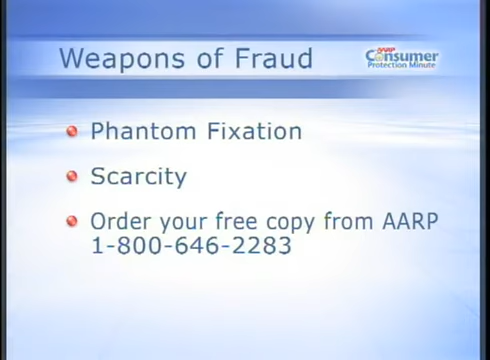 Weapons of Fraud
AARP
Consumer
Protection Minute
Phantom Fixation
Scarcity
Order your free copy from AARP
1-800-646-2283